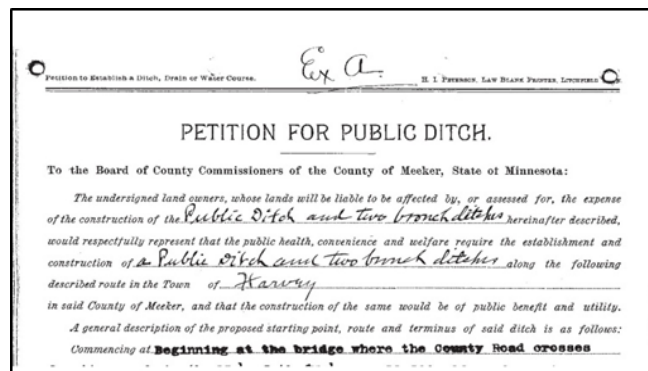 Ex A.
Petition to Establish a Ditch, Drain or Water Course. H. I. Peterson, Law Blank Printer, Litchfield
PETITION FOR PUBLIC DITCH.
To the Board of County Commissioners of the County of Meeker, State of Minnesota:
The undersigned land owners, whose lands will be liable to be affected by, or assessed for, the expense
of the construction of the Public Ditch and two branch ditches hereinafter described,
would respectfully represent that the public health, convenience and welfare require the establishment and
construction of a Public Ditch and two branch ditches along the following
described route in the Town of Harvey
in said County of Meeker, and that the construction of the same would be of public benefit and utility.
A general description of the proposed starting point, route and terminus of said ditch is as follows:
Commencing at Beginning at the bridge where the County Road crosses